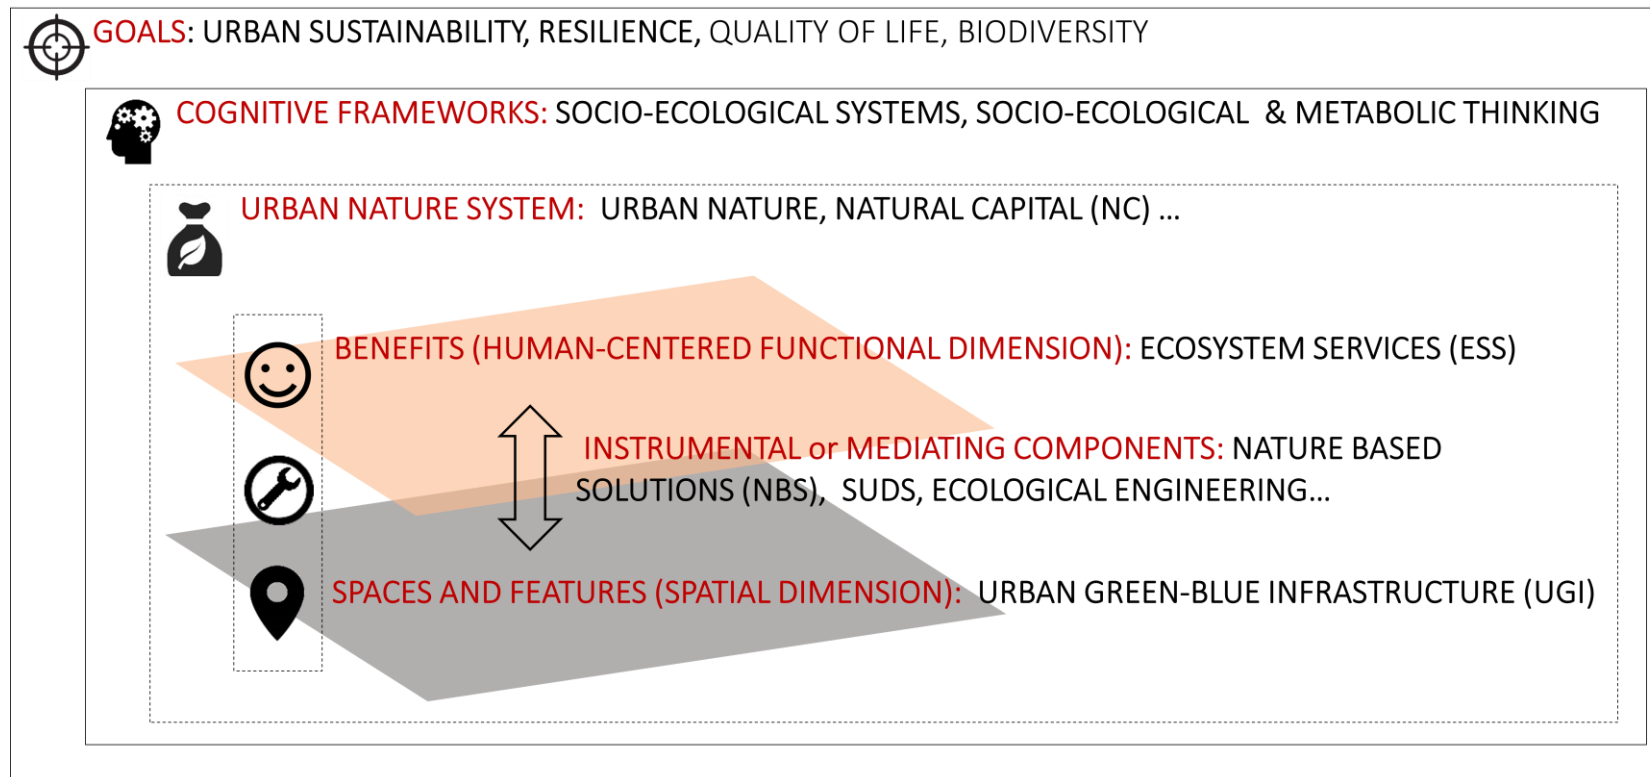 GOALS: URBAN SUSTAINABILITY, RESILIENCE, QUALITY OF LIFE, BIODIVERSITY
COGNITIVE FRAMEWORKS: SOCIO-ECOLOGICAL SYSTEMS, SOCIO-ECOLOGICAL & METABOLIC THINKING
URBAN NATURE SYSTEM: URBAN NATURE, NATURAL CAPITAL (NC) ...
BENEFITS (HUMAN-CENTERED FUNCTIONAL DIMENSION): ECOSYSTEM SERVICES (ESS)
INSTRUMENTAL or MEDIATING COMPONENTS: NATURE BASED
SOLUTIONS (NBS), SUDS, ECOLOGICAL ENGINEERING...
SPACES AND FEATURES (SPATIAL DIMENSION): URBAN GREEN-BLUE INFRASTRUCTURE (UGI)